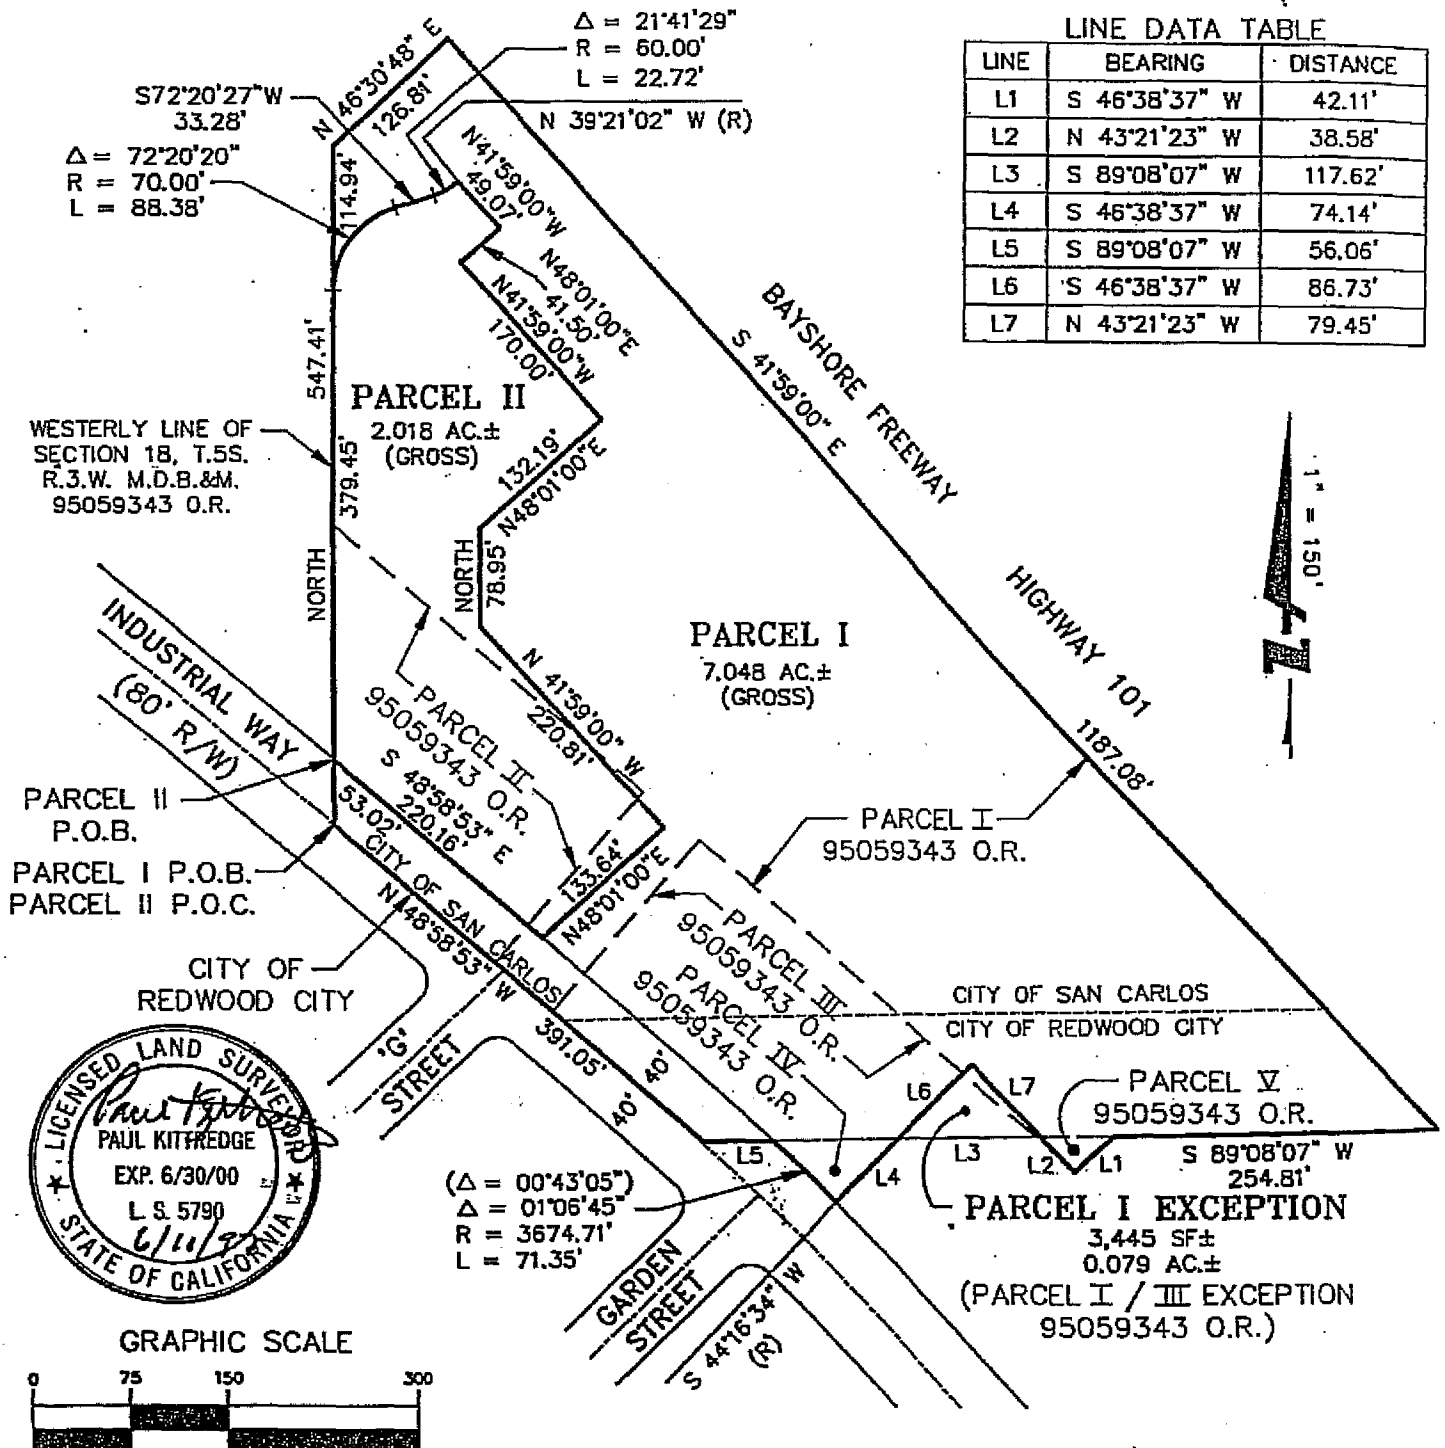 Δ = 21°41'29"
R = 60.00'
L = 22.72'
N 39°21'02" W (R)
N 46°30'48" E
126.81'
S72°20'27"W
33.28'
Δ = 72°20'20"
R = 70.00'
L = 88.38'
114.94'
N41°59'00"W
49.07'
N48°01'00"E
41.50'
N41°59'00"W
170.00'
LINE DATA TABLE
LINE BEARING DISTANCE
L1 S 46°38'37" W 42.11'
L2 N 43°21'23" W 38.58'
L3 S 89°08'07" W 117.62'
L4 S 46°38'37" W 74.14'
L5 S 89°08'07" W 56.06'
L6 S 46°38'37" W 86.73'
L7 N 43°21'23" W 79.45'
BAYSHORE FREEWAY
S 41°59'00" E
HIGHWAY 101
1187.08'
1" = 150'
547.41'
PARCEL II
2.018 AC.±
(GROSS)
WESTERLY LINE OF
SECTION 18, T.5S.
R.3.W. M.D.B.&M.
95059343 O.R.
379.45'
NORTH
132.19'
N48°01'00"E
NORTH
78.95'
PARCEL I
7.048 AC.±
(GROSS)
N 41°59'00" W
220.81'
INDUSTRIAL WAY
(80' R/W)
PARCEL II
95059343 O.R.
S 48°58'53" E
220.16'
PARCEL II
P.O.B.
53.02'
PARCEL I P.O.B.
PARCEL II P.O.C.
CITY OF SAN CARLOS
N 48°58'53" W
391.05'
CITY OF
REDWOOD CITY
133.64'
N48°01'00"E
PARCEL I
95059343 O.R.
PARCEL III
95059343 O.R.
PARCEL IV
95059343 O.R.
CITY OF SAN CARLOS
CITY OF REDWOOD CITY
'G'
STREET
40'
40'
L6
L7
PARCEL V
95059343 O.R.
L5
L4
L3
L2
L1
S 89°08'07" W
254.81'
(Δ = 00°43'05")
Δ = 01°06'45"
R = 3674.71'
L = 71.35'
PARCEL I EXCEPTION
3,445 SF±
0.079 AC.±
(PARCEL I / III EXCEPTION
95059343 O.R.)
GARDEN
STREET
S 44°16'34" W
(R)
LICENSED LAND SURVEYOR
PAUL KITTREDGE
EXP. 6/30/00
L.S. 5790
STATE OF CALIFORNIA
GRAPHIC SCALE
0 75 150 300